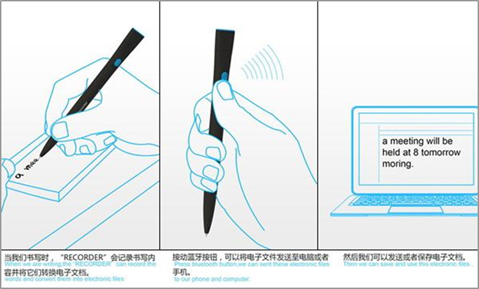 a mee
a meeting will be
held at 8 tomorrow
moring.
当我们书写时，“RECORDER”会记录书写内
When we are writing,the "RECORDER" can record the
容并将它们转换电子文档。
words and convert them into electronic files
按动蓝牙按钮，可以将电子文件发送至电脑或者
Press bluetooth button,we can sent these electronic files
手机。
to our phone and computer.
然后我们可以发送或者保存电子文档。
Then we can save and use this electronic files .